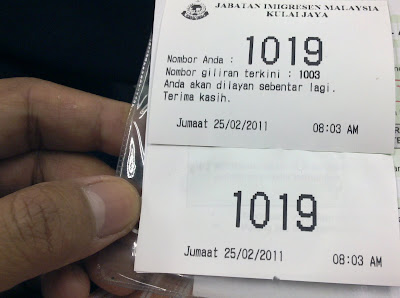 JABATAN IMIGRESEN MALAYSIA
KULAI JAYA
Nombor Anda : 1019
Nombor giliran terkini : 1003
Anda akan dilayan sebentar lagi.
Terima kasih.
Jumaat 25/02/2011 08:03 AM
1019
Jumaat 25/02/2011 08:03 AM